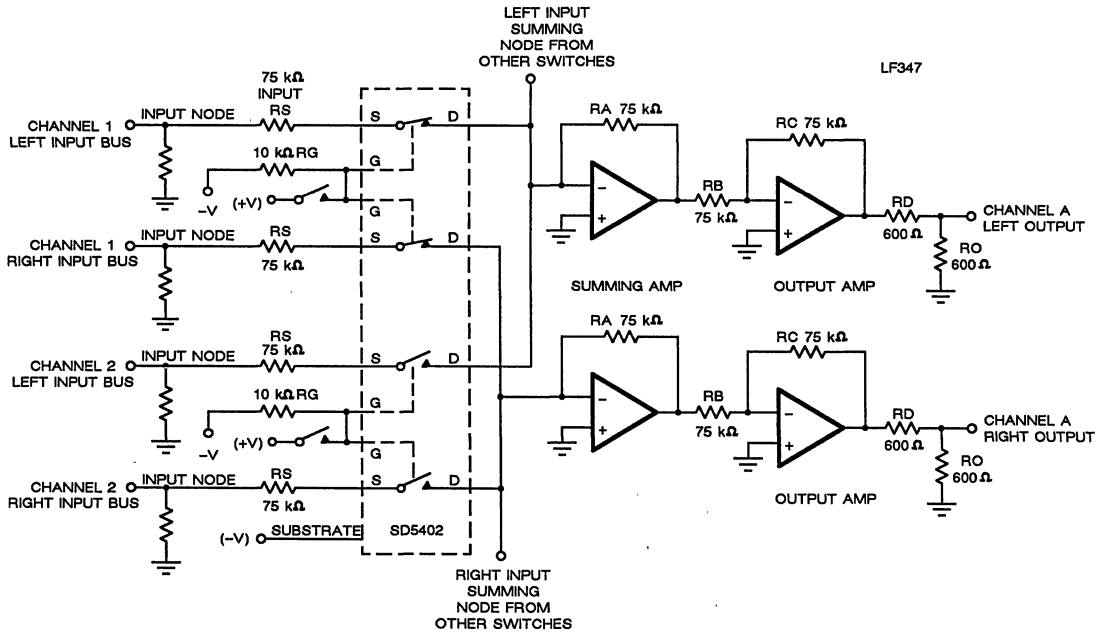 LEFT INPUT
SUMMING
NODE FROM
OTHER SWITCHES
LF347
75 kΩ
INPUT
RS
CHANNEL 1
LEFT INPUT BUS
INPUT NODE
S
D
10 kΩ RG
G
-V
(+V)
G
CHANNEL 1
RIGHT INPUT BUS
INPUT NODE
RS
75 kΩ
S
D
RA 75 kΩ
-
+
RB
75 kΩ
RC 75 kΩ
-
+
RD
600Ω
RO
600Ω
CHANNEL A
LEFT OUTPUT
SUMMING AMP
OUTPUT AMP
CHANNEL 2
LEFT INPUT BUS
INPUT NODE
RS
75 kΩ
S
D
10 kΩ RG
G
-V
(+V)
G
CHANNEL 2
RIGHT INPUT BUS
INPUT NODE
RS
75 kΩ
S
D
RA 75 kΩ
-
+
RB
75 kΩ
RC 75 kΩ
-
+
RD
600Ω
RO
600Ω
CHANNEL A
RIGHT OUTPUT
OUTPUT AMP
(-V)
SUBSTRATE
SD5402
RIGHT INPUT
SUMMING
NODE FROM
OTHER SWITCHES